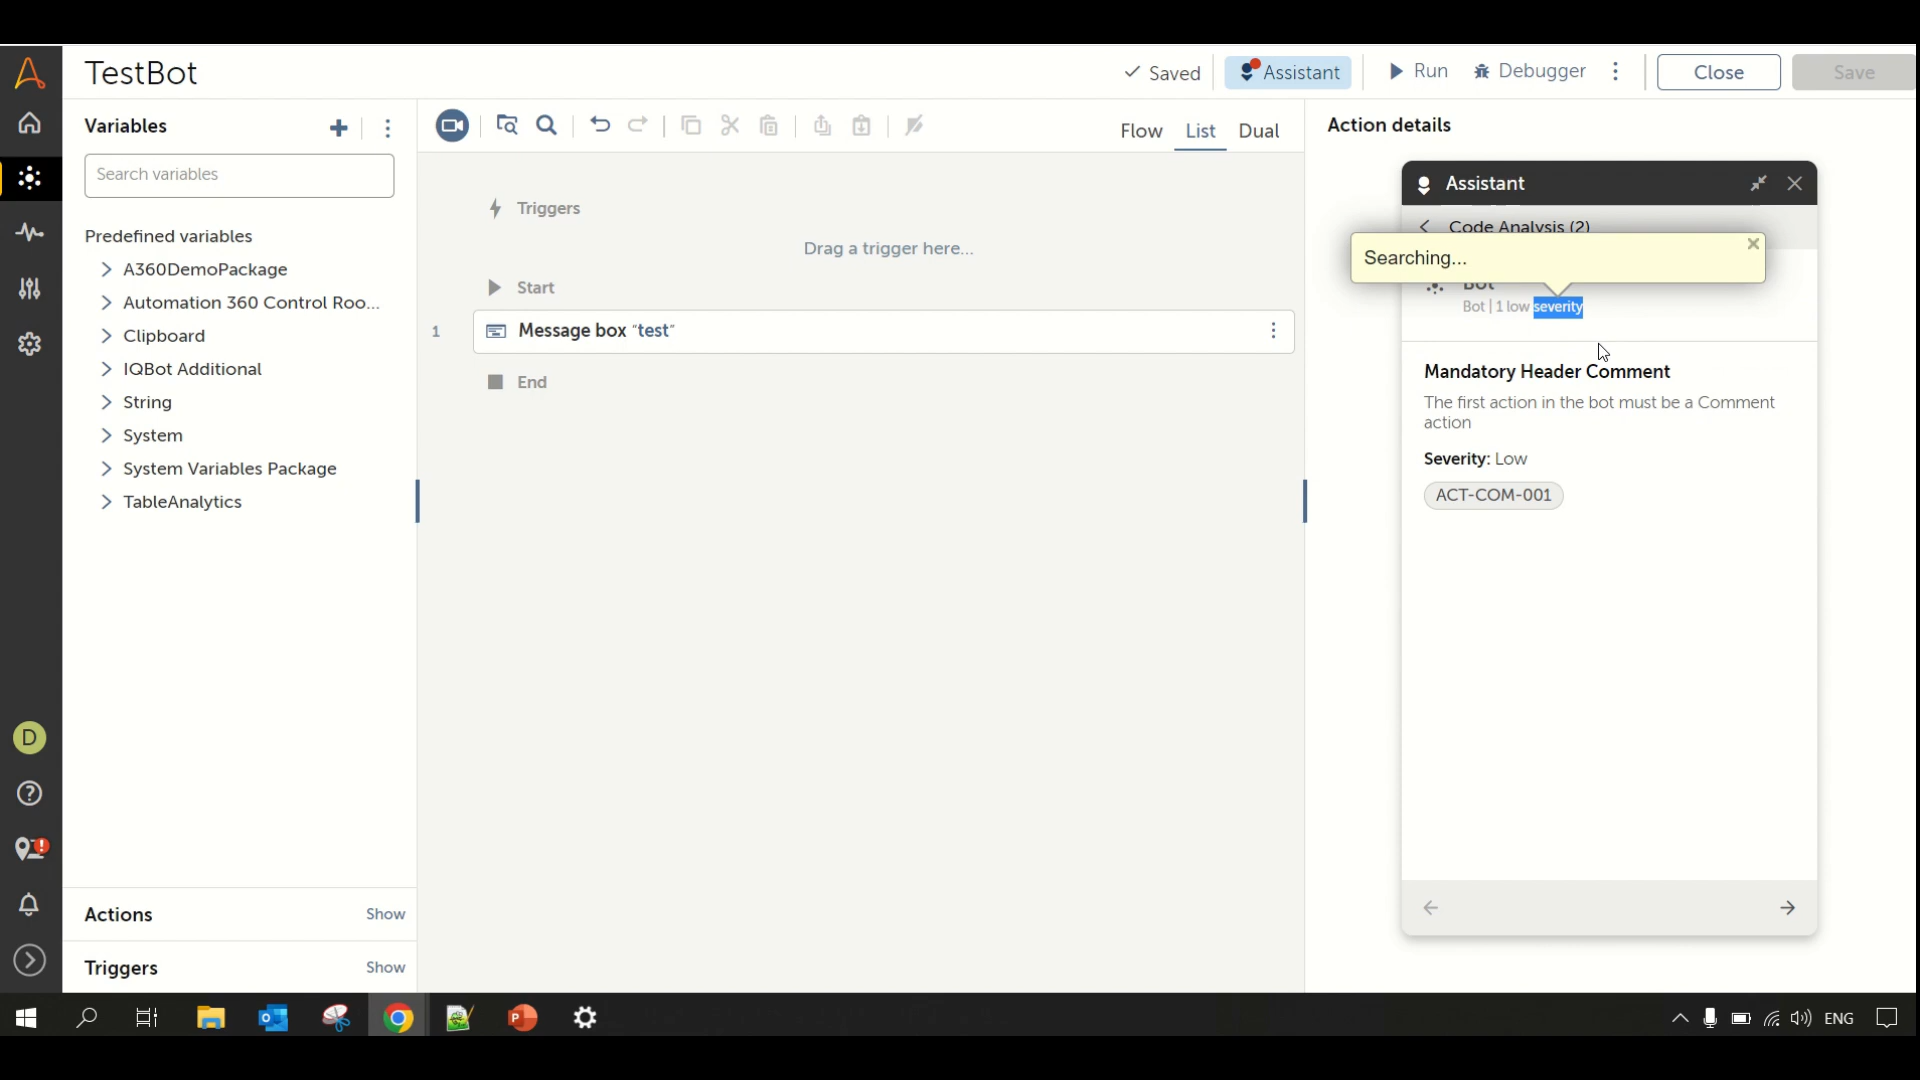 TestBot
Saved
Assistant
Run
Debugger
Close
Save
Variables
Search variables
Predefined variables
A360DemoPackage
Automation 360 Control Roo...
Clipboard
IQBot Additional
String
System
System Variables Package
TableAnalytics
Actions
Show
Triggers
Show
D
Flow
List
Dual
Triggers
Drag a trigger here...
Start
1
Message box “test”
End
Action details
Assistant
Code Analysis (2)
Searching...
Bot
Bot | 1 low severity
Mandatory Header Comment
The first action in the bot must be a Comment
action
Severity: Low
ACT-COM-001
ENG